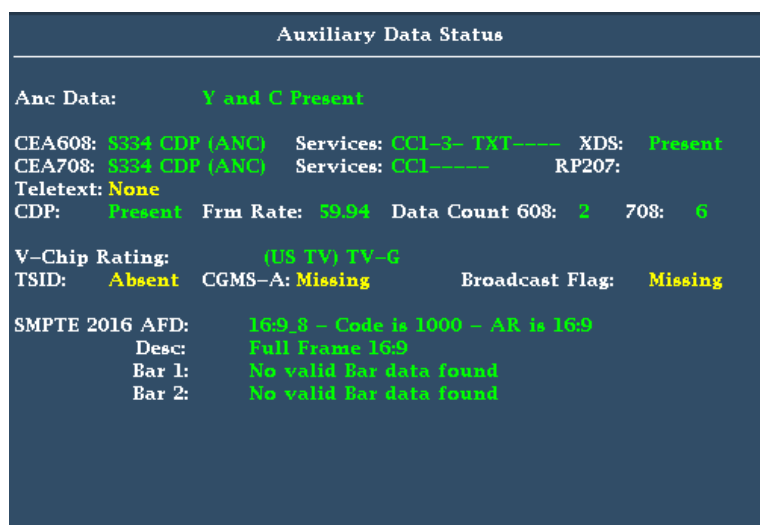 Auxiliary Data Status
Anc Data: Y and C Present
CEA608: S334 CDP (ANC) Services: CC1-3- TXT---- XDS: Present
CEA708: S334 CDP (ANC) Services: CC1----- RP207:
Teletext: None
CDP: Present Frm Rate: 59.94 Data Count 608: 2 708: 6
V-Chip Rating: (US TV) TV-G
TSID: Absent CGMS-A: Missing Broadcast Flag: Missing
SMPTE 2016 AFD: 16:9_8 - Code is 1000 - AR is 16:9
Desc: Full Frame 16:9
Bar 1: No valid Bar data found
Bar 2: No valid Bar data found